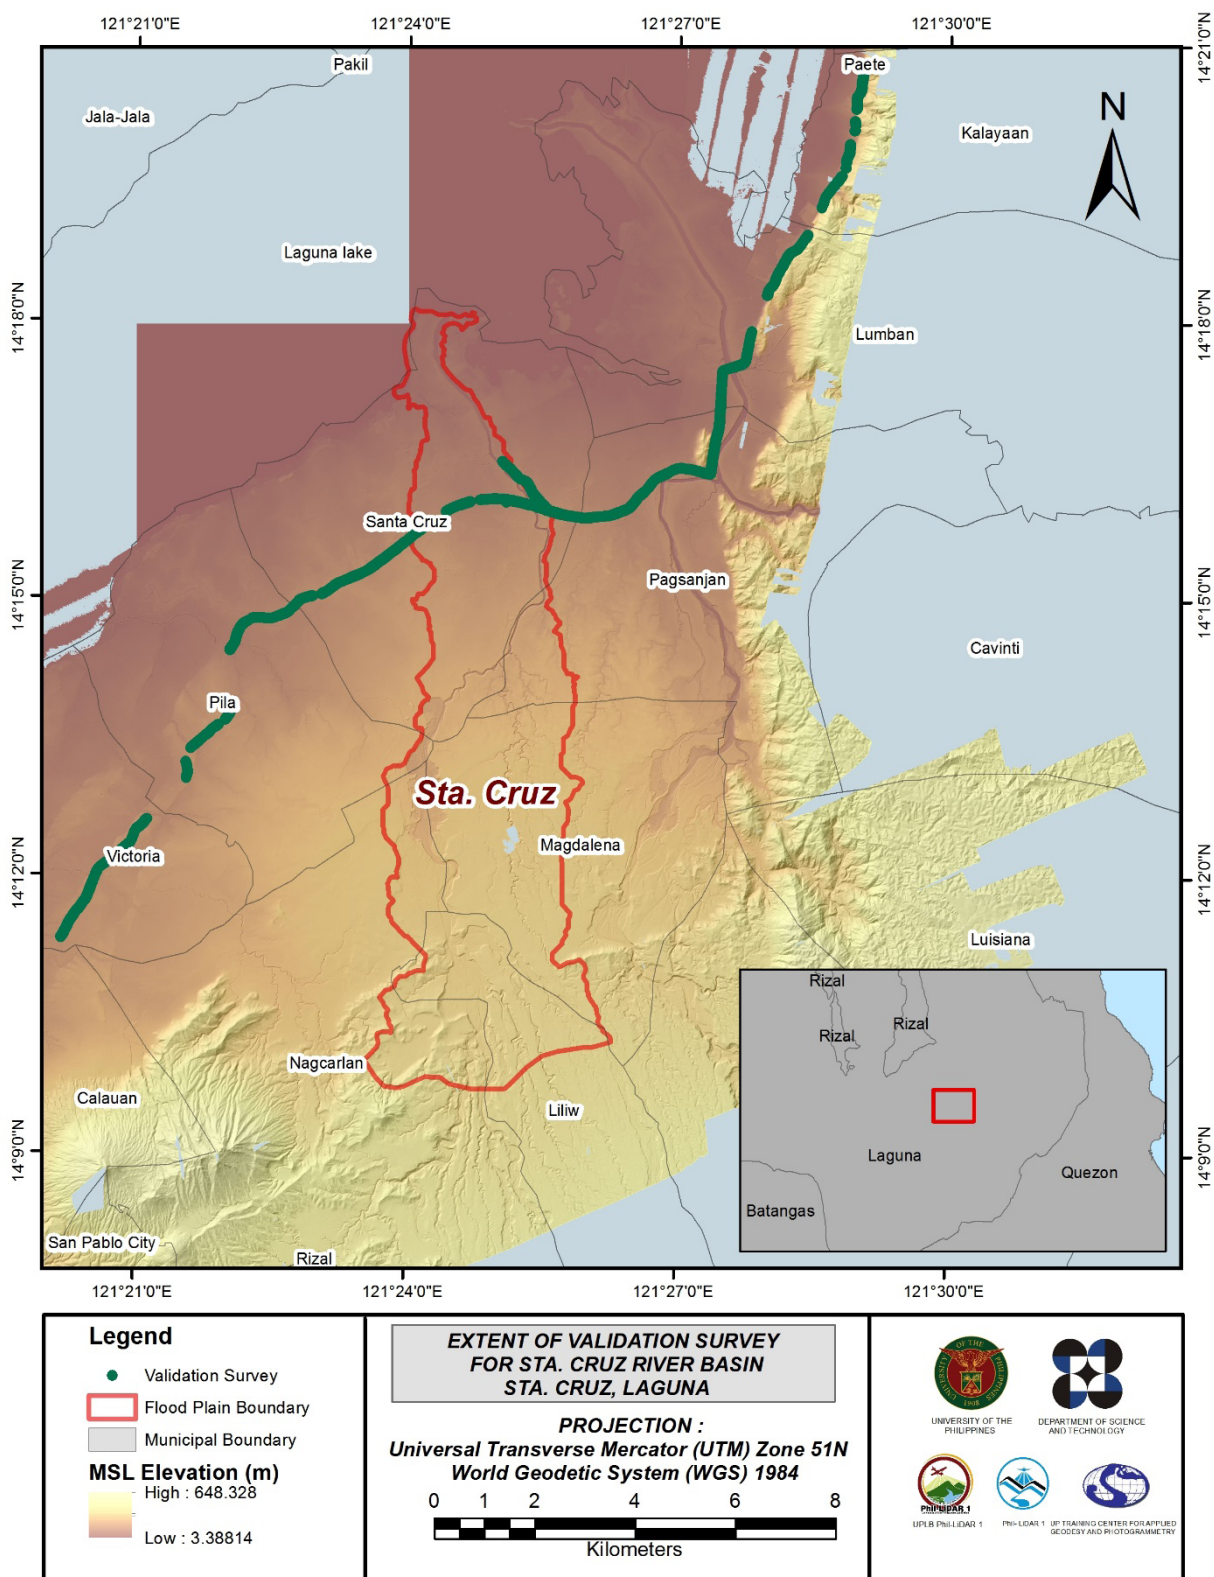 121°21'0"E 121°24'0"E 121°27'0"E 121°30'0"E
14°21'0"N
Pakil
Paete
Jala-Jala
Kalayaan
N
Laguna lake
14°18'0"N
14°18'0"N
Lumban
Santa Cruz
Pagsanjan
14°15'0"N
14°15'0"N
Cavinti
Pila
Sta. Cruz
Magdalena
Victoria
14°12'0"N
14°12'0"N
Luisiana
Nagcarlan
Calauan
Liliw
14°9'0"N
14°9'0"N
San Pablo City
Rizal
Rizal
Rizal
Rizal
Laguna
Quezon
Batangas
121°21'0"E 121°24'0"E 121°27'0"E 121°30'0"E
Legend
Validation Survey
Flood Plain Boundary
Municipal Boundary
MSL Elevation (m)
High : 648.328
Low : 3.38814
EXTENT OF VALIDATION SURVEY
FOR STA. CRUZ RIVER BASIN
STA. CRUZ, LAGUNA
PROJECTION :
Universal Transverse Mercator (UTM) Zone 51N
World Geodetic System (WGS) 1984
0 1 2 4 6 8
Kilometers
UNIVERSITY OF THE PHILIPPINES
1908
UNIVERSITY OF THE
PHILIPPINES
DEPARTMENT OF SCIENCE
AND TECHNOLOGY
Phil-LiDAR 1
UPLB Phil-LiDAR 1
Phil- LiDAR 1
UP TRAINING CENTER FOR APPLIED
GEODESY AND PHOTOGRAMMETRY